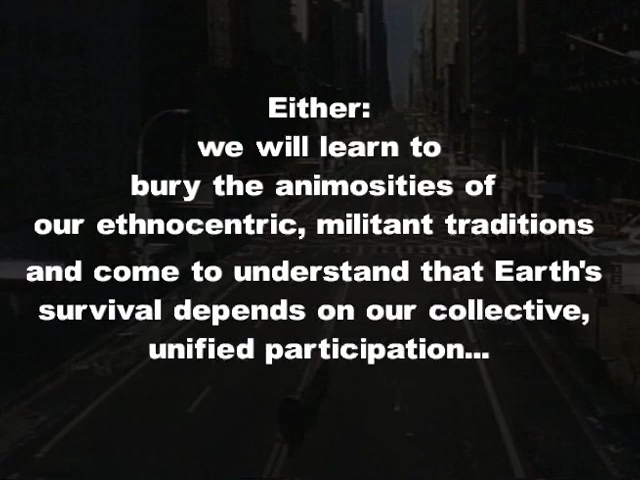 Either:
we will learn to
bury the animosities of
our ethnocentric, militant traditions
and come to understand that Earth's
survival depends on our collective,
unified participation...